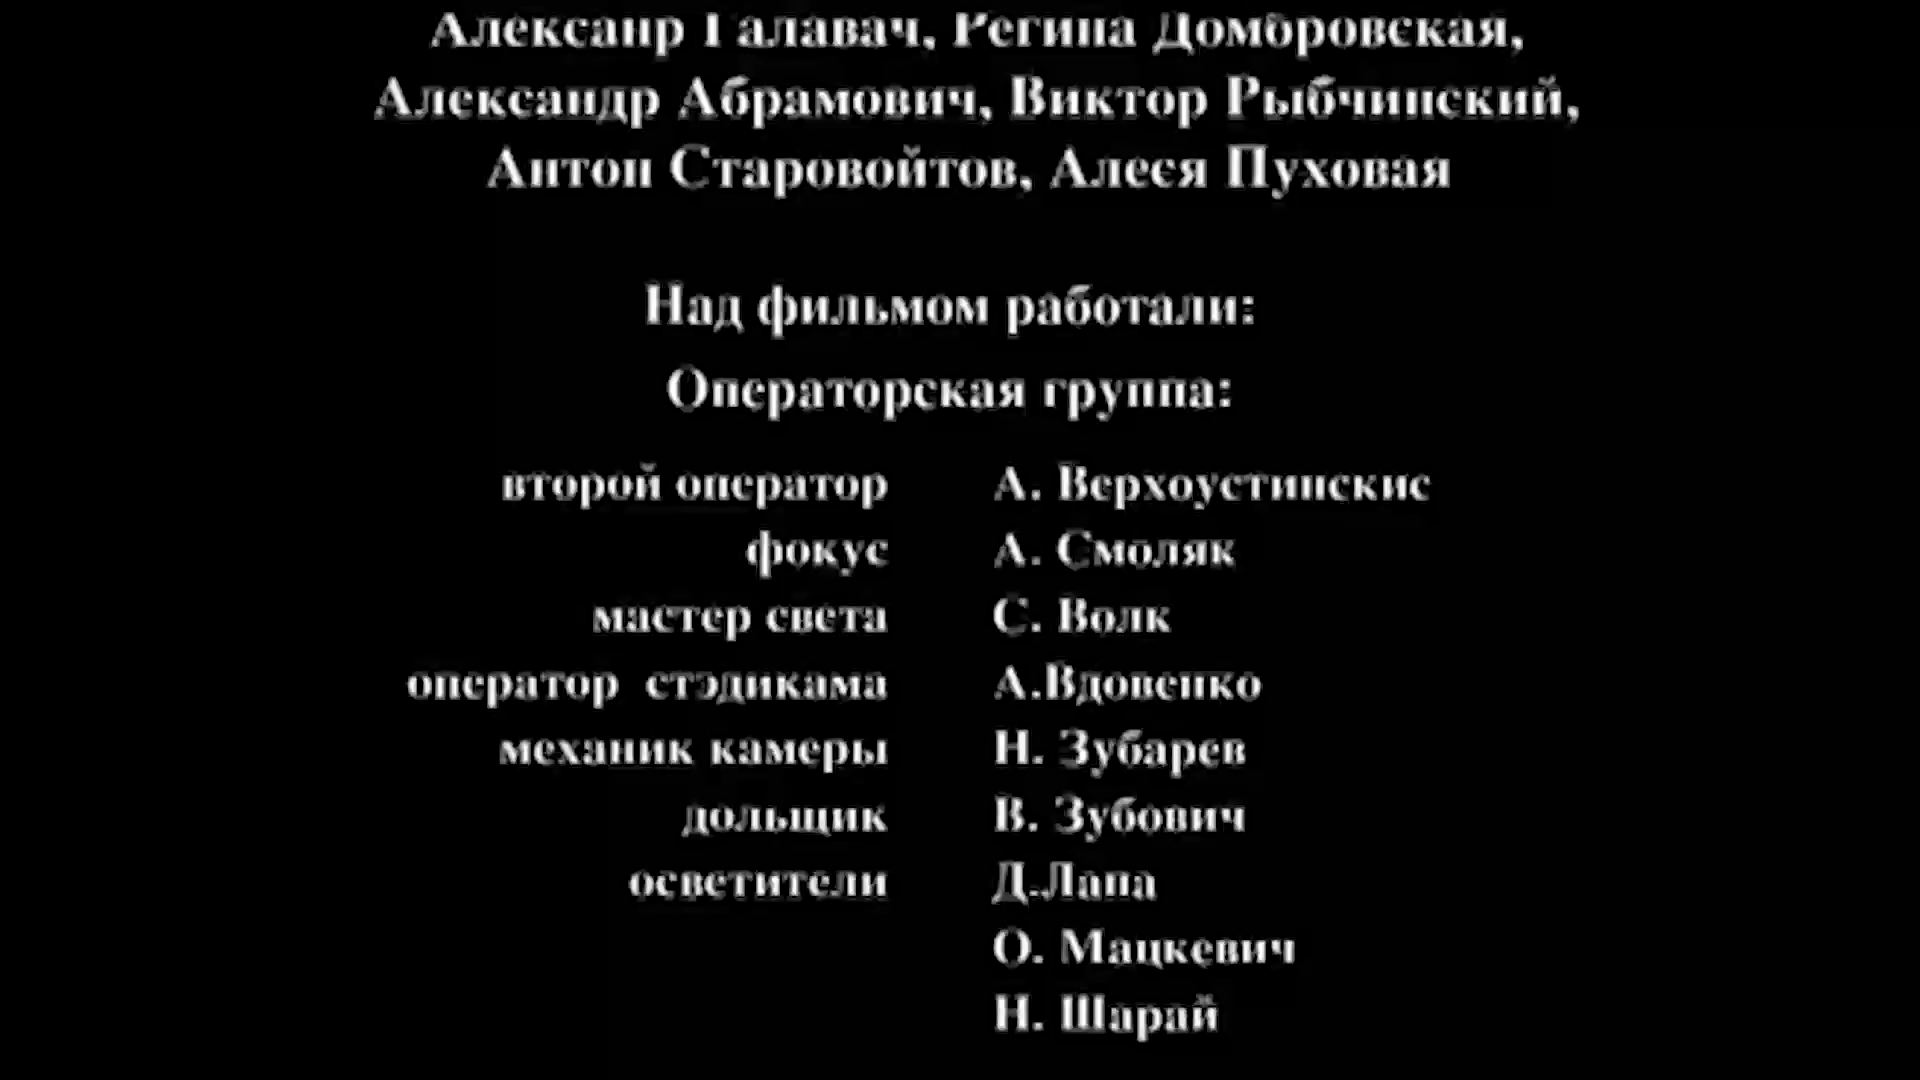 Алексанр Галавач, Регина Домбровская,
Александр Абрамович, Виктор Рыбчинский,
Антон Старовойтов, Алеся Пуховая
Над фильмом работали:
Операторская группа:
второй оператор А. Верхоустинскис
фокус А. Смоляк
мастер света С. Волк
оператор стэдикама А.Вдовенко
механик камеры Н. Зубарев
дольщик В. Зубович
осветители Д.Лапа
О. Мацкевич
Н. Шарай